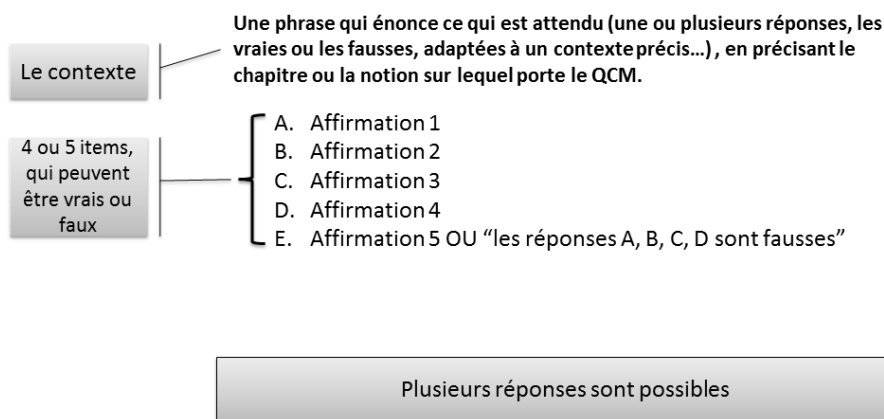 Une phrase qui énonce ce qui est attendu (une ou plusieurs réponses, les
vraies ou les fausses, adaptées à un contexte précis…), en précisant le
chapitre ou la notion sur lequel porte le QCM.
Le contexte
4 ou 5 items,
qui peuvent
être vrais ou
faux
A. Affirmation 1
B. Affirmation 2
C. Affirmation 3
D. Affirmation 4
E. Affirmation 5 OU “les réponses A, B, C, D sont fausses”
Plusieurs réponses sont possibles